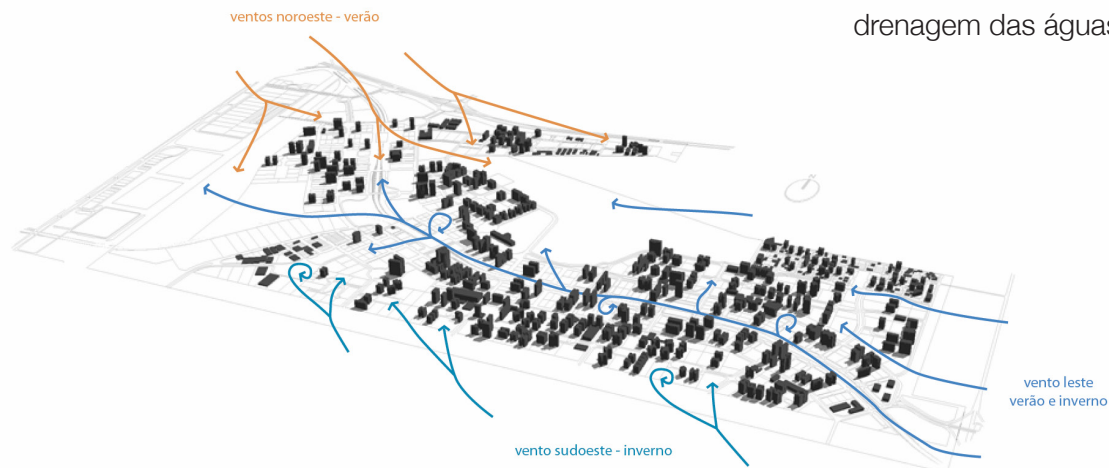 ventos noroeste - verão
drenagem das águas
vento leste
verão e inverno
vento sudoeste - inverno